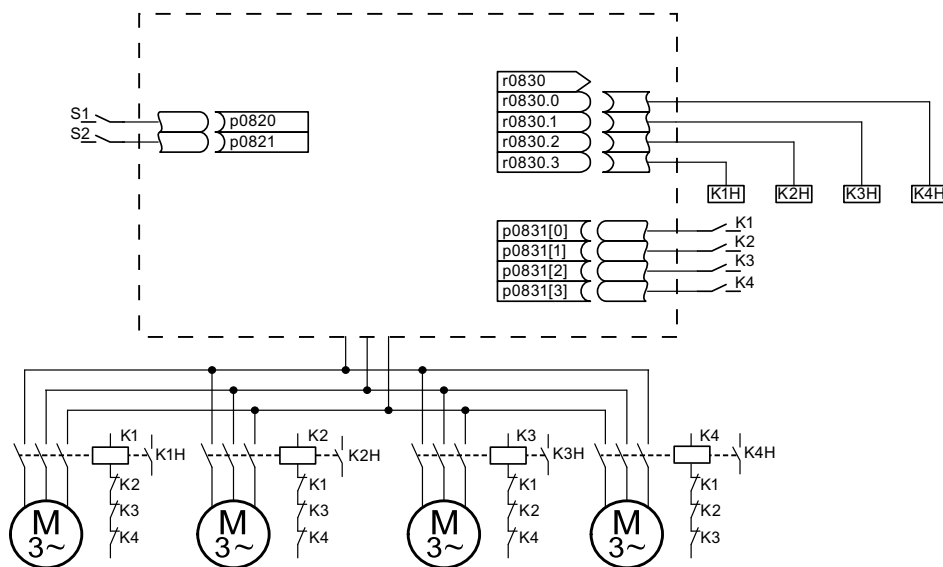 r0830
r0830.0
S1 p0820 r0830.1
S2 p0821 r0830.2
r0830.3
K1H K2H K3H K4H
p0831[0] K1
p0831[1] K2
p0831[2] K3
p0831[3] K4
K1 K2 K3 K4
K1H K2H K3H K4H
K2 K1 K1 K1
K3 K3 K2 K2
K4 K4 K4 K3
M M M M
3~ 3~ 3~ 3~